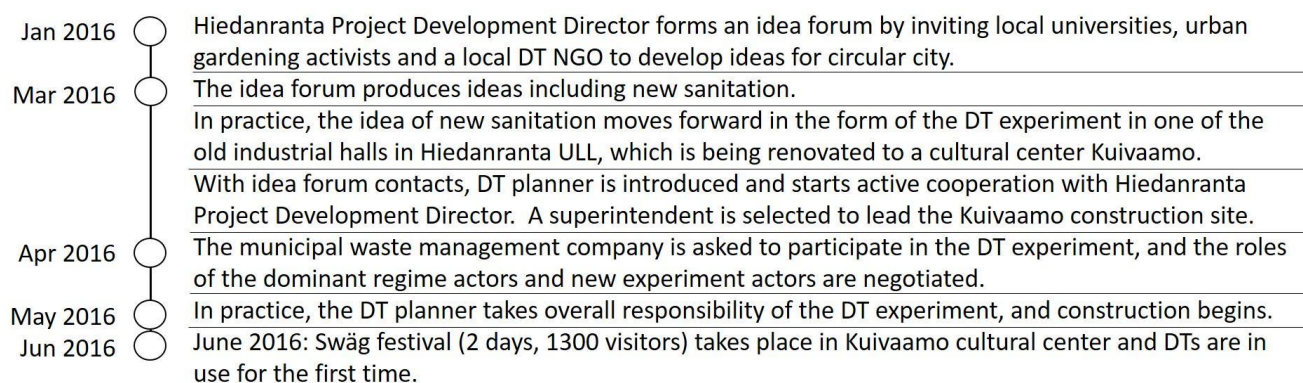 Jan 2016 Hiedanranta Project Development Director forms an idea forum by inviting local universities, urban
gardening activists and a local DT NGO to develop ideas for circular city.
Mar 2016 The idea forum produces ideas including new sanitation.
In practice, the idea of new sanitation moves forward in the form of the DT experiment in one of the
old industrial halls in Hiedanranta ULL, which is being renovated to a cultural center Kuivaamo.
With idea forum contacts, DT planner is introduced and starts active cooperation with Hiedanranta
Project Development Director. A superintendent is selected to lead the Kuivaamo construction site.
Apr 2016 The municipal waste management company is asked to participate in the DT experiment, and the roles
of the dominant regime actors and new experiment actors are negotiated.
May 2016 In practice, the DT planner takes overall responsibility of the DT experiment, and construction begins.
Jun 2016 June 2016: Swäg festival (2 days, 1300 visitors) takes place in Kuivaamo cultural center and DTs are in
use for the first time.